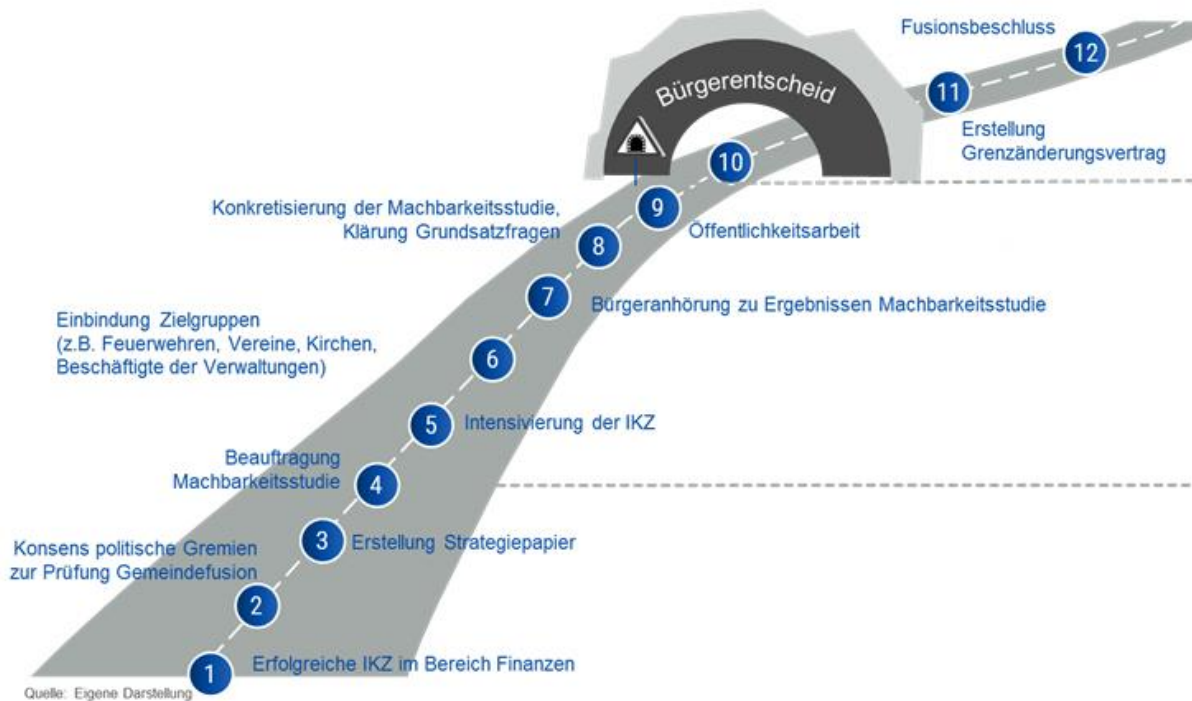 Fusionsbeschluss
12
Bürgerentscheid
11
Erstellung
Grenzänderungsvertrag
10
Konkretisierung der Machbarkeitsstudie,
Klärung Grundsatzfragen
9
Öffentlichkeitsarbeit
8
7
Bürgeranhörung zu Ergebnissen Machbarkeitsstudie
Einbindung Zielgruppen
(z.B. Feuerwehren, Vereine, Kirchen,
Beschäftigte der Verwaltungen)
6
5
Intensivierung der IKZ
Beauftragung
Machbarkeitsstudie
4
3
Erstellung Strategiepapier
Konsens politische Gremien
zur Prüfung Gemeindefusion
2
1
Erfolgreiche IKZ im Bereich Finanzen
Quelle: Eigene Darstellung